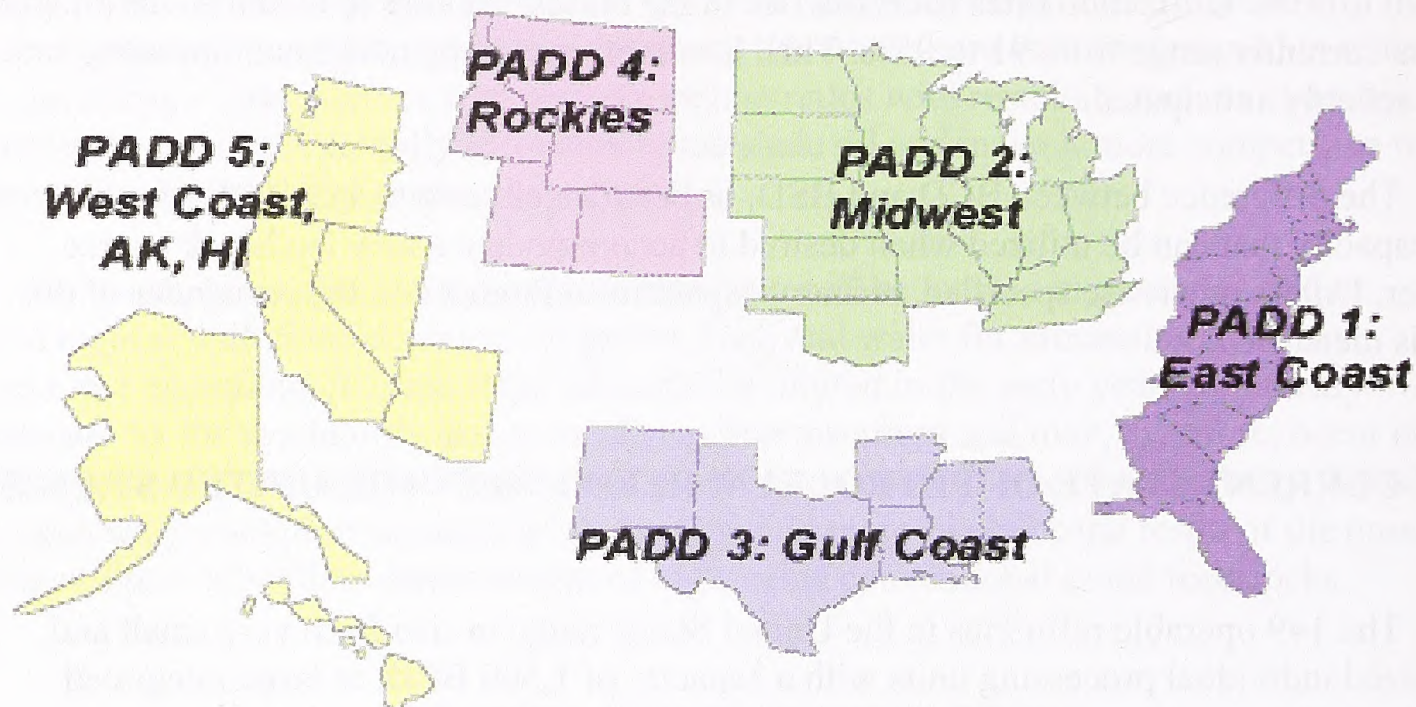 PADD 4:
Rockies
PADD 5:
West Coast,
AK, HI
PADD 2:
Midwest
PADD 1:
East Coast
PADD 3: Gulf Coast